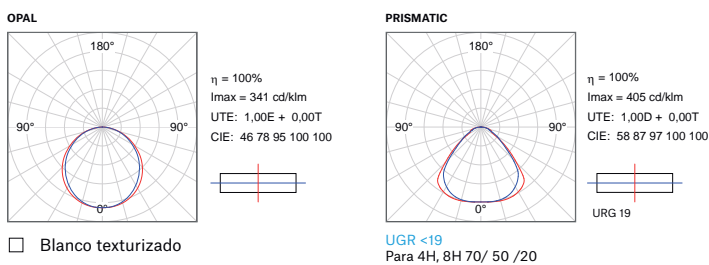 OPAL
180°
90°
90°
0°
η = 100%
Imax = 341 cd/klm
UTE: 1,00E + 0,00T
CIE: 46 78 95 100 100
Blanco texturizado
PRISMATIC
180°
90°
90°
0°
η = 100%
Imax = 405 cd/klm
UTE: 1,00D + 0,00T
CIE: 58 87 97 100 100
URG 19
UGR <19
Para 4H, 8H 70/ 50 /20